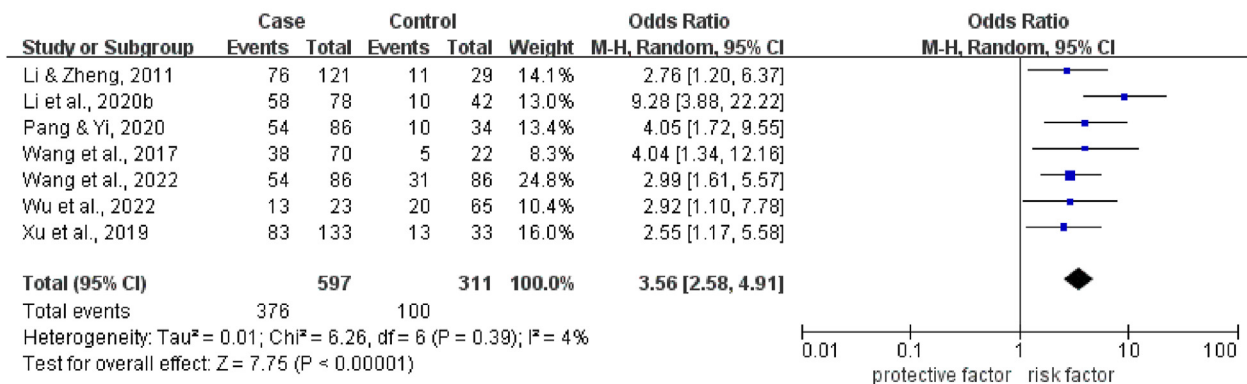 Case Control Odds Ratio Odds Ratio
Study or Subgroup Events Total Events Total Weight M-H, Random, 95% CI M-H, Random, 95% CI
Li & Zheng, 2011 76 121 11 29 14.1% 2.76 [1.20, 6.37]
Li et al., 2020b 58 78 10 42 13.0% 9.28 [3.88, 22.22]
Pang & Yi, 2020 54 86 10 34 13.4% 4.05 [1.72, 9.55]
Wang et al., 2017 38 70 5 22 8.3% 4.04 [1.34, 12.16]
Wang et al., 2022 54 86 31 86 24.8% 2.99 [1.61, 5.57]
Wu et al., 2022 13 23 20 65 10.4% 2.92 [1.10, 7.78]
Xu et al., 2019 83 133 13 33 16.0% 2.55 [1.17, 5.58]
Total (95% CI) 597 311 100.0% 3.56 [2.58, 4.91]
Total events 376 100
Heterogeneity: Tau² = 0.01; Chi² = 6.26, df = 6 (P = 0.39); I² = 4%
Test for overall effect: Z = 7.75 (P < 0.00001)
0.01 0.1 1 10 100
protective factor risk factor